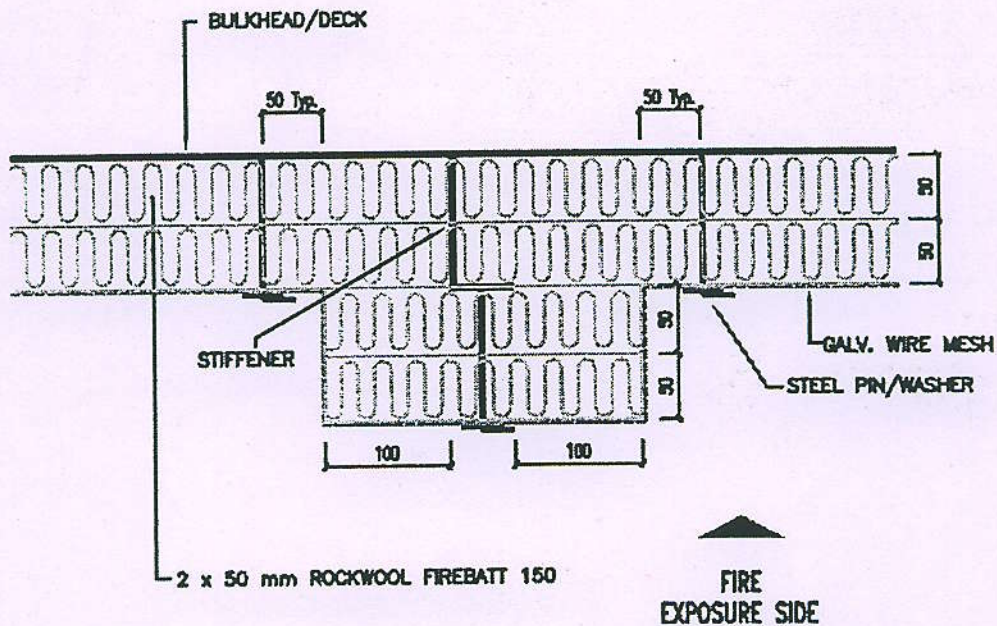 BULKHEAD/DECK
50 Typ.
50 Typ.
50
50
STIFFENER
50
50
GALV. WIRE MESH
STEEL PIN/WASHER
100
100
2 x 50 mm ROCKWOOL FIREBATT 150
FIRE
EXPOSURE SIDE